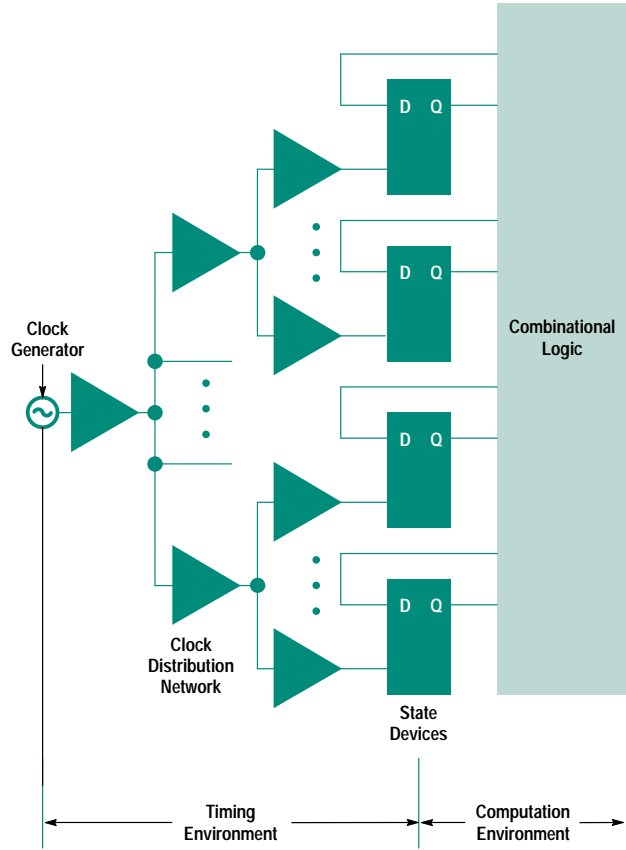 D Q
D Q
Combinational
Logic
Clock
Generator
D Q
D Q
Clock
Distribution
Network
State
Devices
Timing
Environment
Computation
Environment